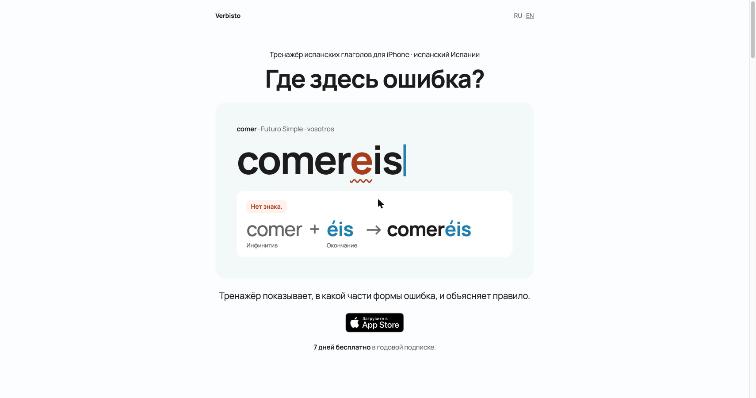 Verbisto
RU EN
Тренажёр испанских глаголов для iPhone · испанский Испании
Где здесь ошибка?
comer · Futuro Simple · vosotros
comereis
Нет знака.
comer + éis → comeréis
Инфинитив Окончание
Тренажёр показывает, в какой части формы ошибка, и объясняет правило.
Загрузите в
App Store
7 дней бесплатно в годовой подписке.